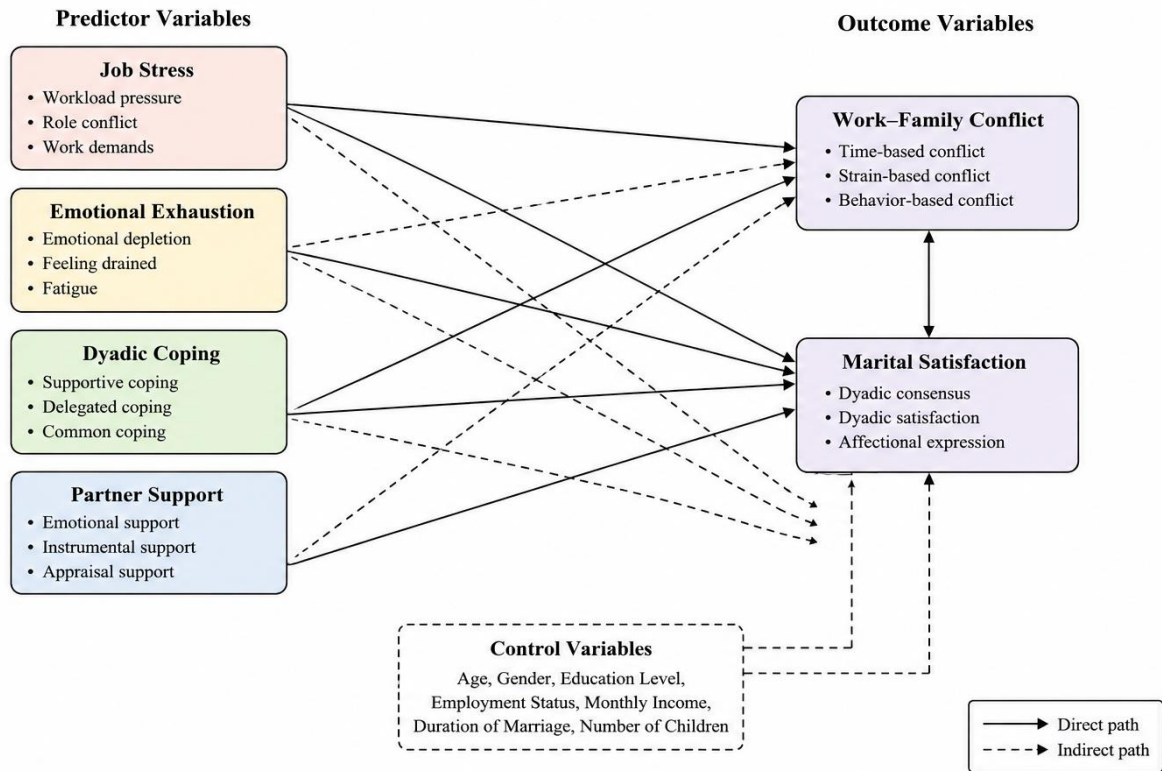 Predictor Variables
Job Stress
• Workload pressure
• Role conflict
• Work demands
Emotional Exhaustion
• Emotional depletion
• Feeling drained
• Fatigue
Dyadic Coping
• Supportive coping
• Delegated coping
• Common coping
Partner Support
• Emotional support
• Instrumental support
• Appraisal support
Outcome Variables
Work–Family Conflict
• Time-based conflict
• Strain-based conflict
• Behavior-based conflict
Marital Satisfaction
• Dyadic consensus
• Dyadic satisfaction
• Affectional expression
Control Variables
Age, Gender, Education Level,
Employment Status, Monthly Income,
Duration of Marriage, Number of Children
Direct path
Indirect path